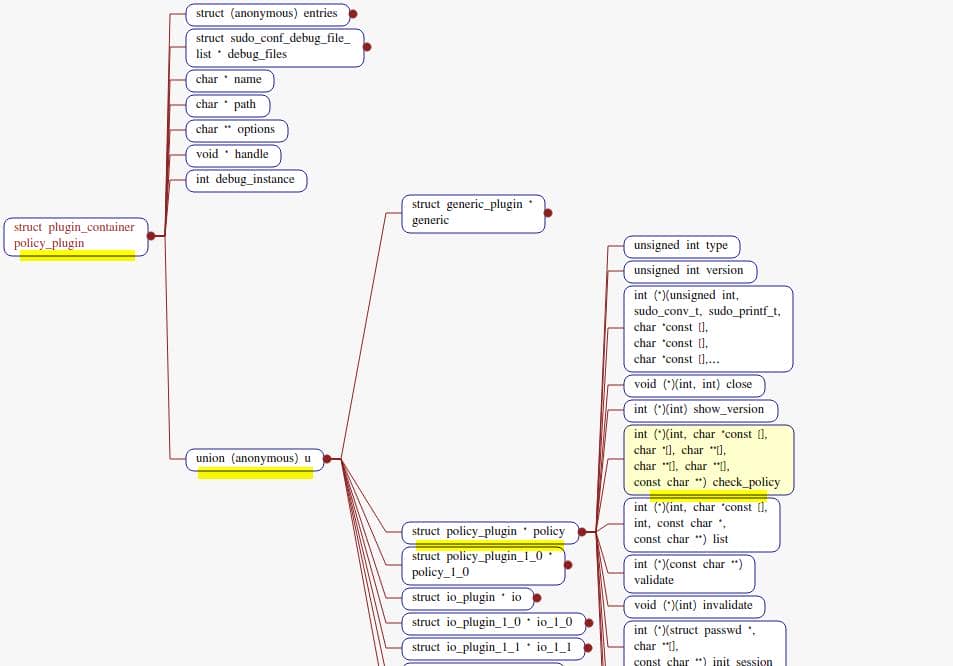 struct (anonymous) entries
struct sudo_conf_debug_file_
list * debug_files
char * name
char * path
char ** options
void * handle
int debug_instance
struct plugin_container
policy_plugin
union (anonymous) u
struct generic_plugin *
generic
struct policy_plugin * policy
struct policy_plugin_1_0 *
policy_1_0
struct io_plugin * io
struct io_plugin_1_0 * io_1_0
struct io_plugin_1_1 * io_1_1
unsigned int type
unsigned int version
int (*)(unsigned int,
sudo_conv_t, sudo_printf_t,
char *const [],
char *const [],
char *const [],...
void (*)(int, int) close
int (*)(int) show_version
int (*)(int, char *const [],
char *[], char **[],
char **[], char **[],
const char **) check_policy
int (*)(int, char *const [],
int, const char *,
const char **) list
int (*)(const char **)
validate
void (*)(int) invalidate
int (*)(struct passwd *,
char **[],
const char **) init_session